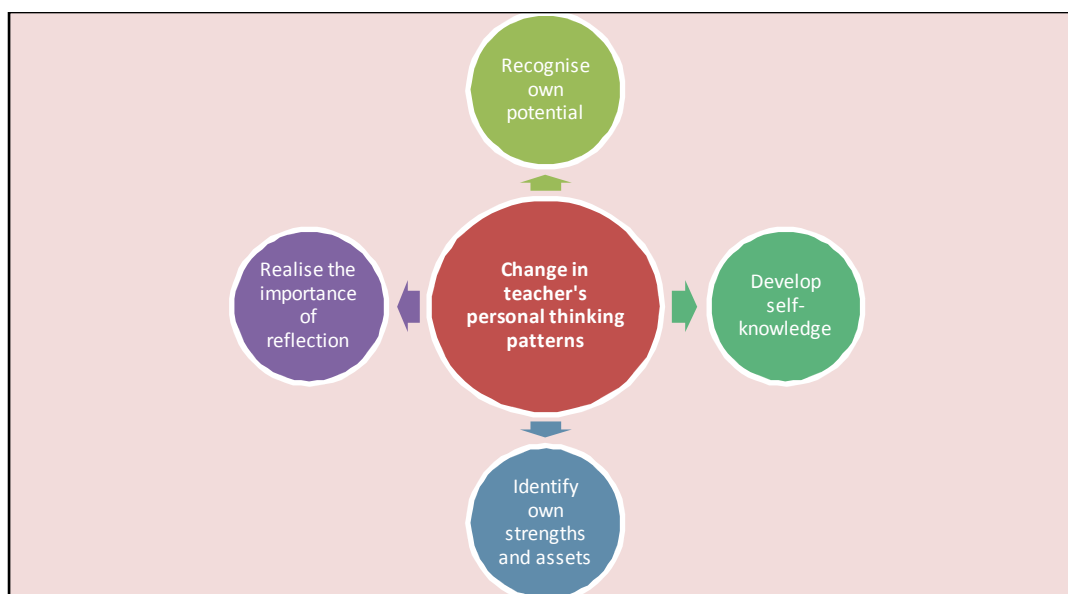 Recognise
own
potential
Realise the
importance
of
reflection
Change in
teacher's
personal thinking
patterns
Develop
self-
knowledge
Identify
own
strengths
and assets